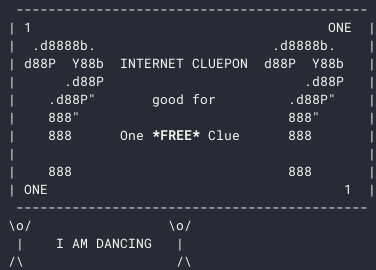 --------------------------------------------
| 1                                     ONE  |
|  .d8888b.                      .d8888b.    |
| d88P  Y88b  INTERNET CLUEPON  d88P  Y88b   |
|      .d88P                         .d88P   |
|    .d88P"       good for         .d88P"    |
|    888"                          888"      |
|    888      One *FREE* Clue      888       |
|                                            |
|    888                           888       |
| ONE                                     1  |
 --------------------------------------------
\o/                 \o/
 |    I AM DANCING   |
/\                  /\